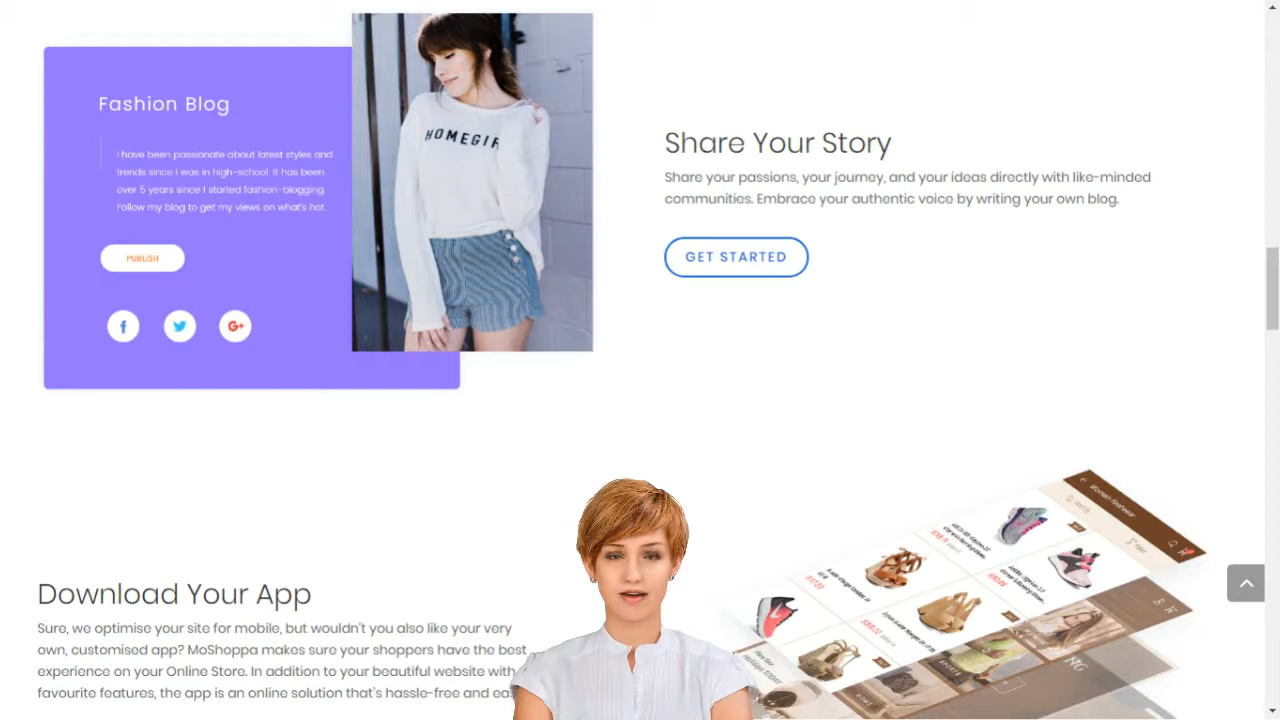 Fashion Blog
I have been passionate about latest styles and
trends since I was in high-school. It has been
over 5 years since I started fashion-blogging.
Follow my blog to get my views on what's hot.
PUBLISH
HOMEGIR
Share Your Story
Share your passions, your journey, and your ideas directly with like-minded
communities. Embrace your authentic voice by writing your own blog.
GET STARTED
Download Your App
Sure, we optimise your site for mobile, but wouldn't you also like your very
own, customised app? MoShoppa makes sure your shoppers have the best
experience on your Online Store. In addition to your beautiful website with
favourite features, the app is an online solution that's hassle-free and
Women Footwear
Sort By
Filter